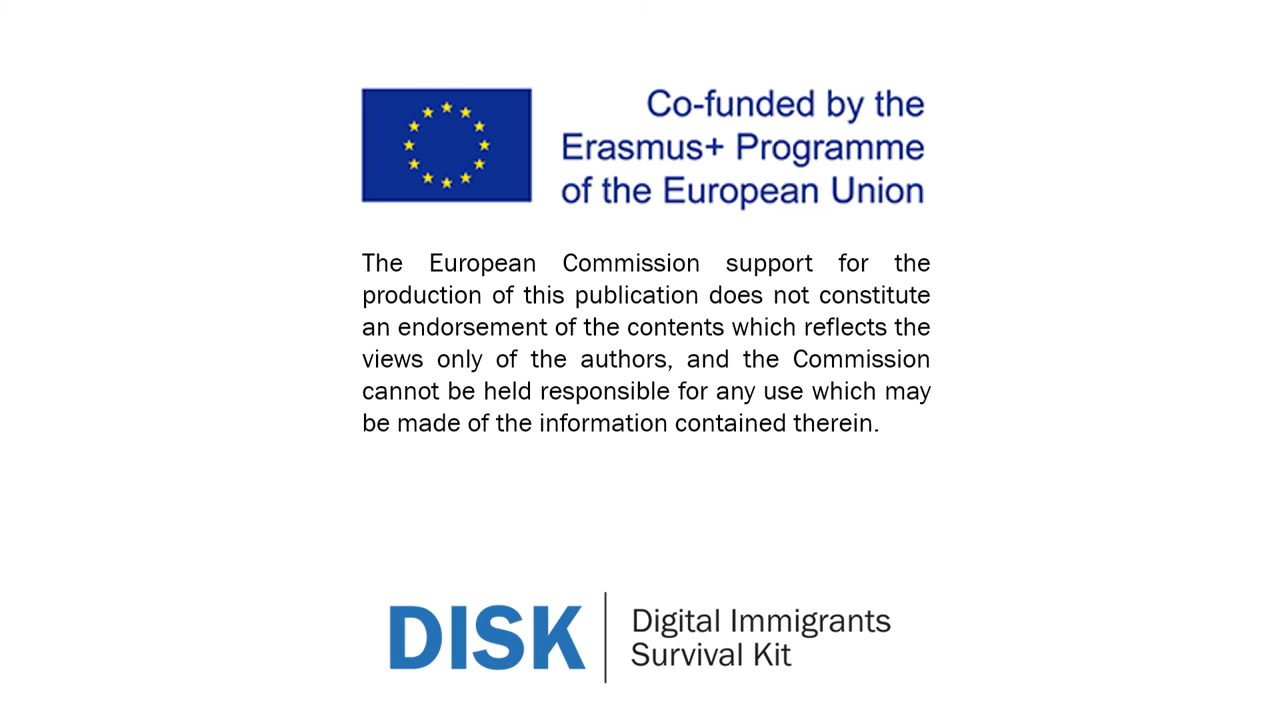 Co-funded by the
Erasmus+ Programme
of the European Union
The European Commission support for the
production of this publication does not constitute
an endorsement of the contents which reflects the
views only of the authors, and the Commission
cannot be held responsible for any use which may
be made of the information contained therein.
DISK
Digital Immigrants
Survival Kit